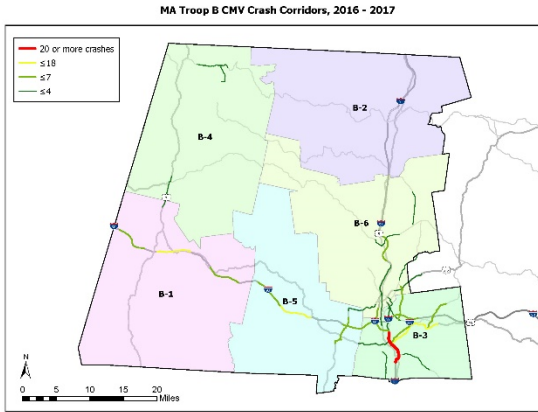 MA Troop B CMV Crash Corridors, 2016 - 2017
20 or more crashes
≤18
≤7
≤4
B-2
B-4
B-6
B-1
B-5
B-3
N
0 5 10 15 20
Miles